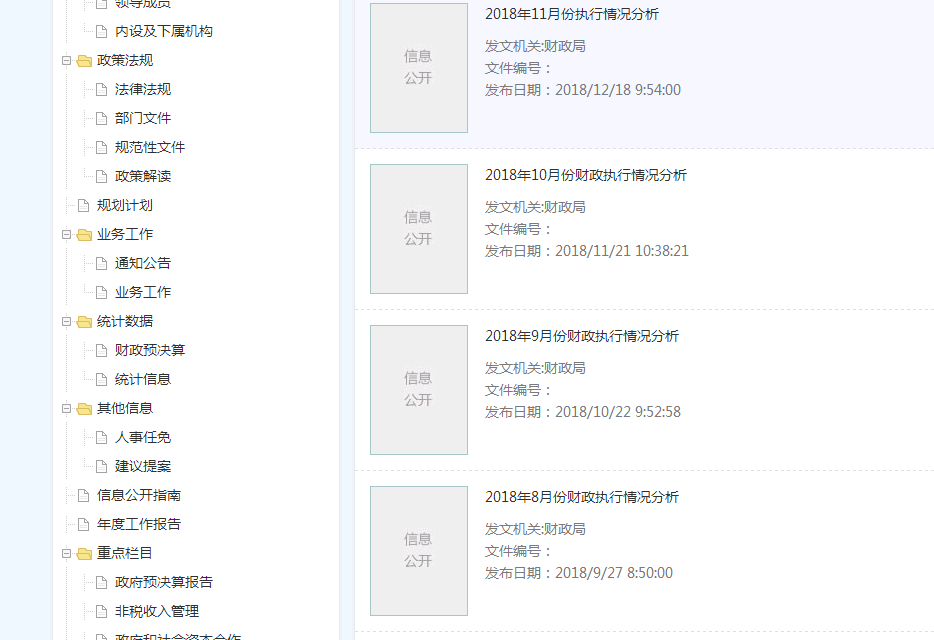 领导成员
内设及下属机构
政策法规
法律法规
部门文件
规范性文件
政策解读
规划计划
业务工作
通知公告
业务工作
统计数据
财政预决算
统计信息
其他信息
人事任免
建议提案
信息公开指南
年度工作报告
重点栏目
政府预决算报告
非税收入管理
政府和社会资本合作
信息
公开
2018年11月份执行情况分析
发文机关:财政局
文件编号：
发布日期：2018/12/18 9:54:00
信息
公开
2018年10月份财政执行情况分析
发文机关:财政局
文件编号：
发布日期：2018/11/21 10:38:21
信息
公开
2018年9月份财政执行情况分析
发文机关:财政局
文件编号：
发布日期：2018/10/22 9:52:58
信息
公开
2018年8月份财政执行情况分析
发文机关:财政局
文件编号：
发布日期：2018/9/27 8:50:00